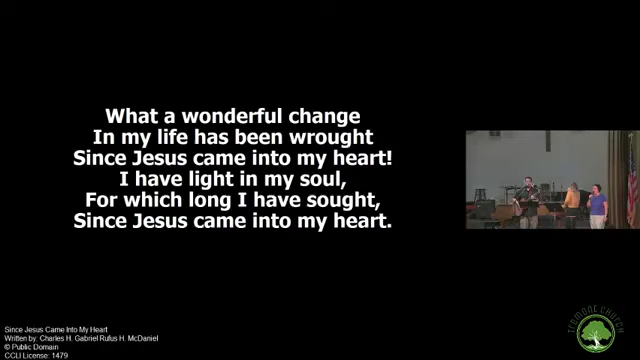 What a wonderful change
In my life has been wrought
Since Jesus came into my heart!
I have light in my soul,
For which long I have sought,
Since Jesus came into my heart.
Since Jesus Came Into My Heart
Written by: Charles H. Gabriel Rufus H. McDaniel
© Public Domain
CCLI License: 1479
TREMONT CHURCH